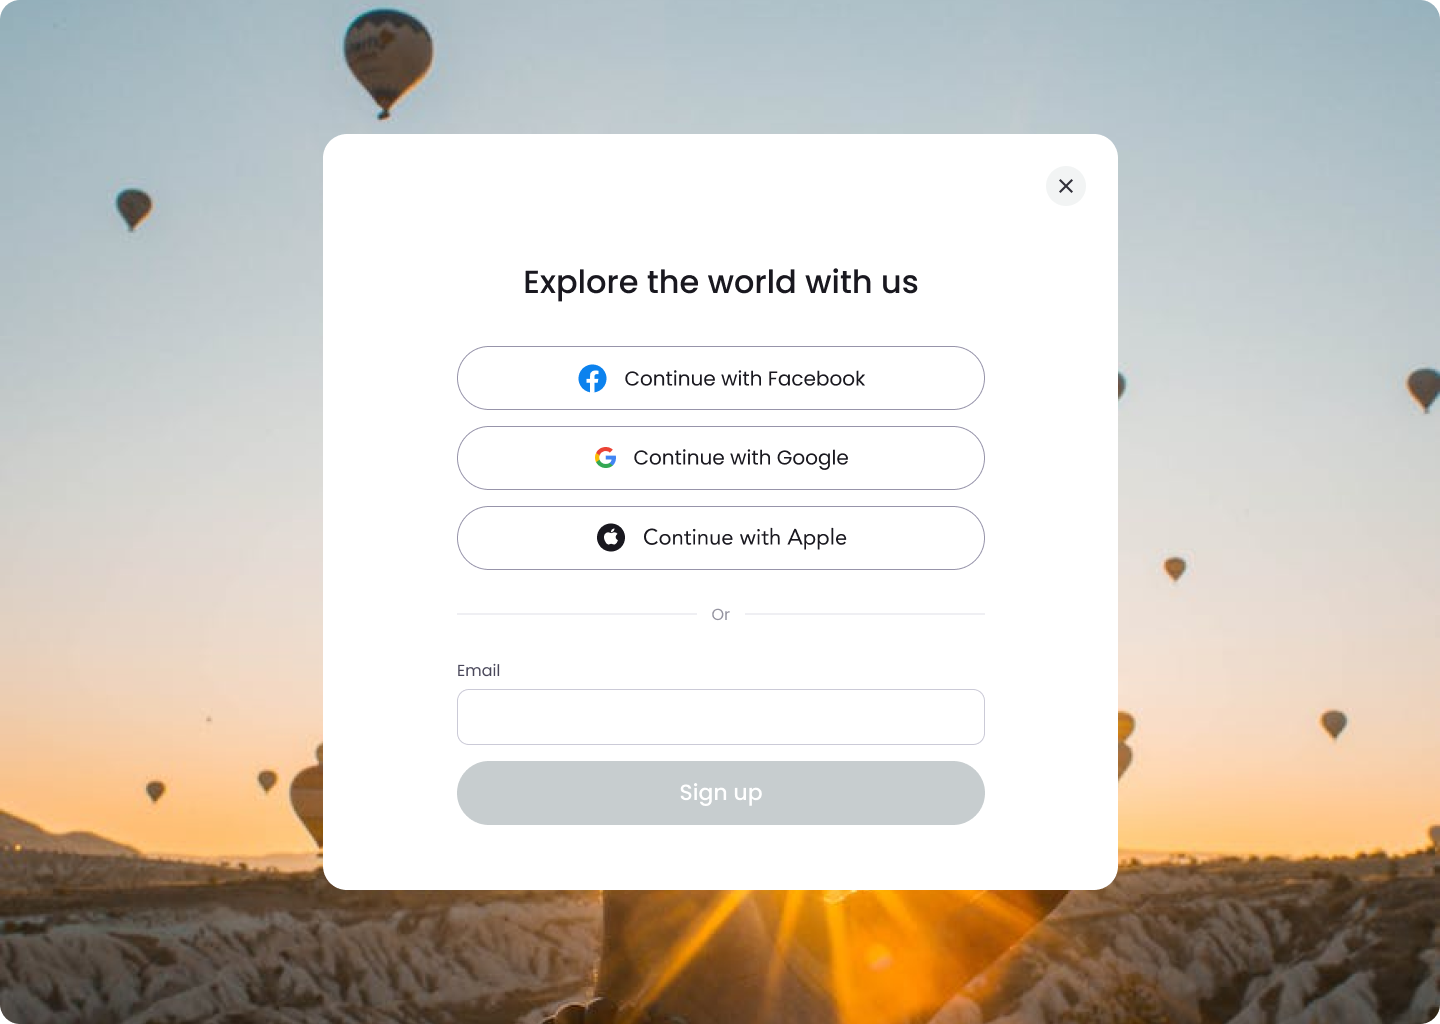 Explore the world with us
Continue with Facebook
Continue with Google
Continue with Apple
Or
Email
Sign up